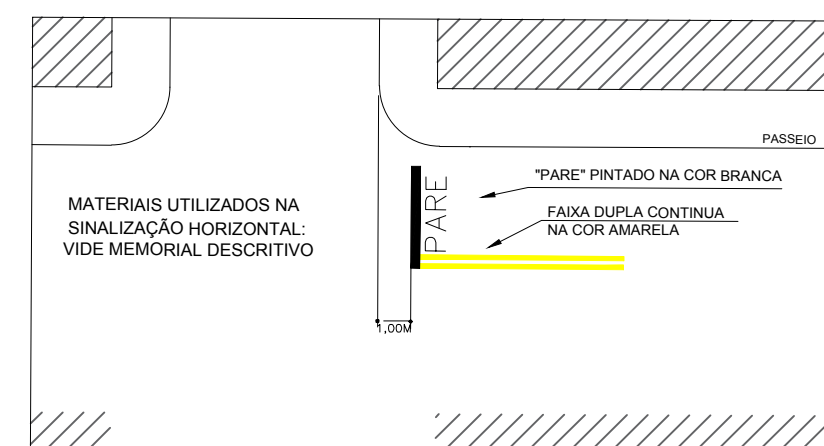 PASSEIO
"PARE" PINTADO NA COR BRANCA
PARE
MATERIAIS UTILIZADOS NA
SINALIZAÇÃO HORIZONTAL:
VIDE MEMORIAL DESCRITIVO
FAIXA DUPLA CONTINUA
NA COR AMARELA
1,00M